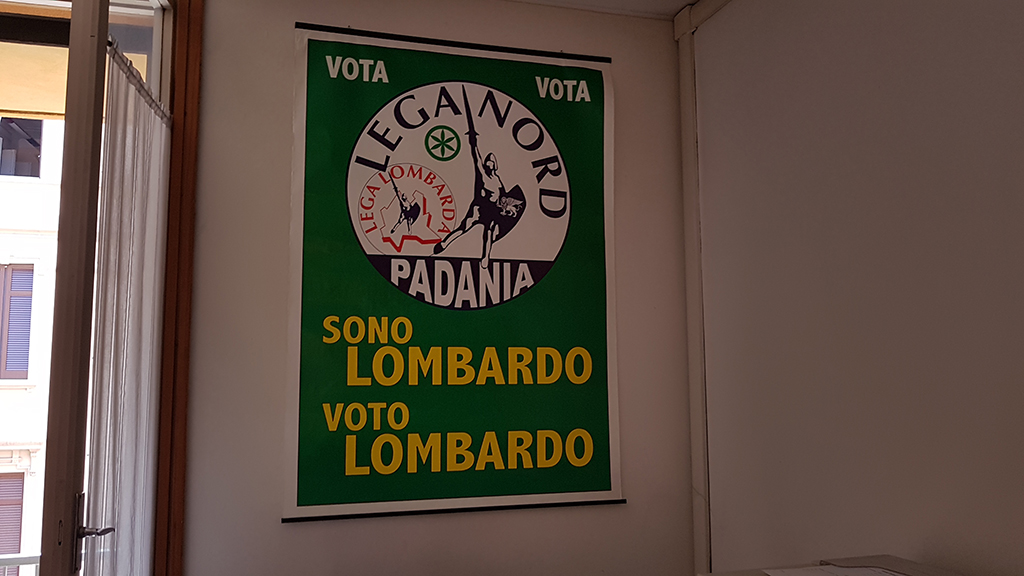 VOTA
VOTA
LEGA NORD
LEGA LOMBARDA
PADANIA
SONO
LOMBARDO
VOTO
LOMBARDO